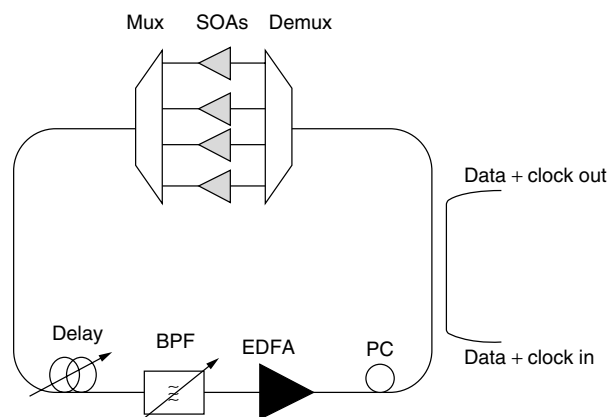 Mux SOAs Demux
Data + clock out
Delay BPF EDFA PC
Data + clock in